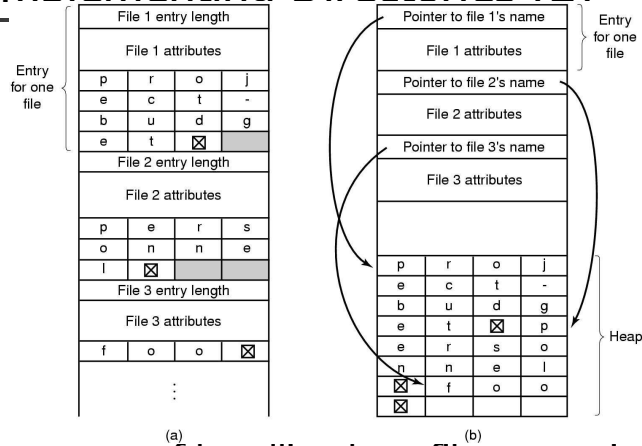 File 1 entry length
File 1 attributes
Entry
for one
file
p r o j
e c t -
b u d g
e t
File 2 entry length
File 2 attributes
p e r s
o n n e
l
File 3 entry length
File 3 attributes
f o o
(a)
Pointer to file 1's name
File 1 attributes
Entry
for one
file
Pointer to file 2's name
File 2 attributes
Pointer to file 3's name
File 3 attributes
p r o j
e c t -
b u d g
e t p
e r s o
n n e l
f o o
Heap
(b)